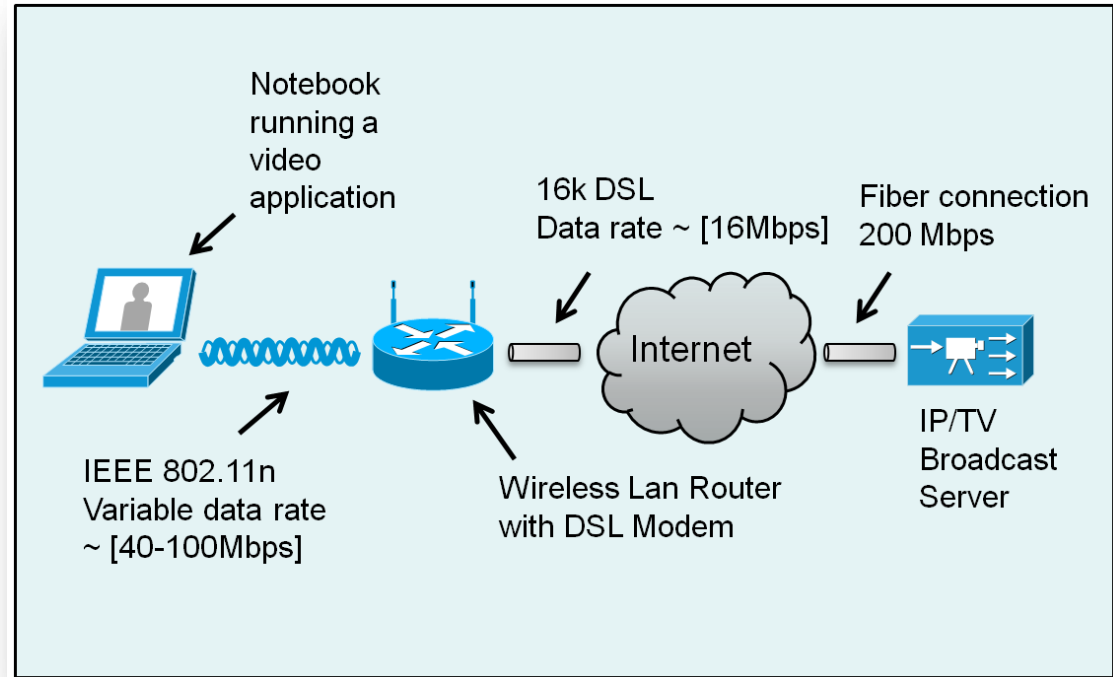 Notebook
running a
video
application
16k DSL
Data rate ~ [16Mbps]
Fiber connection
200 Mbps
Internet
IEEE 802.11n
Variable data rate
~ [40-100Mbps]
Wireless Lan Router
with DSL Modem
IP/TV
Broadcast
Server